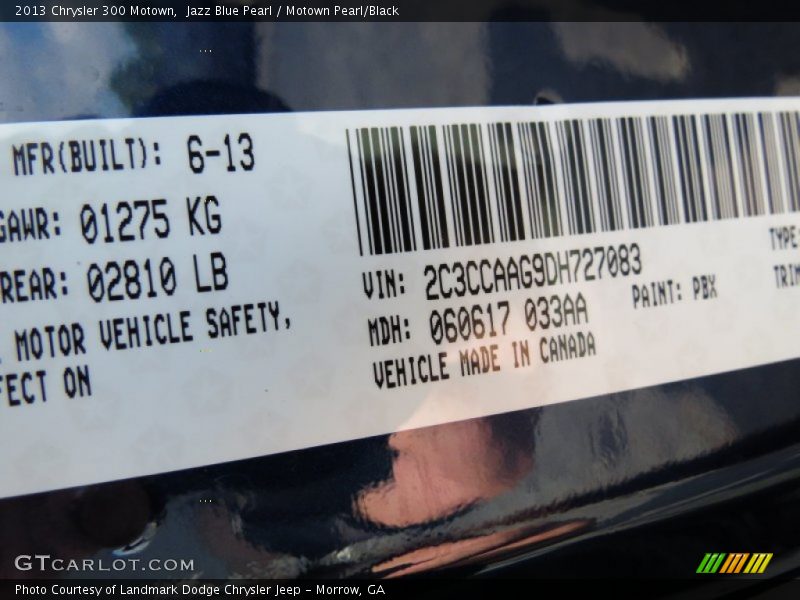 2013 Chrysler 300 Motown, Jazz Blue Pearl / Motown Pearl/Black
MFR(BUILT): 6-13
GAWR: 01275 KG
REAR: 02810 LB
MOTOR VEHICLE SAFETY,
FECT ON
VIN: 2C3CCAAG9DH727083
TYPE:
MDH: 060617 033AA
PAINT: PBX
TRIM
VEHICLE MADE IN CANADA
GTCARLOT.COM
Photo Courtesy of Landmark Dodge Chrysler Jeep - Morrow, GA